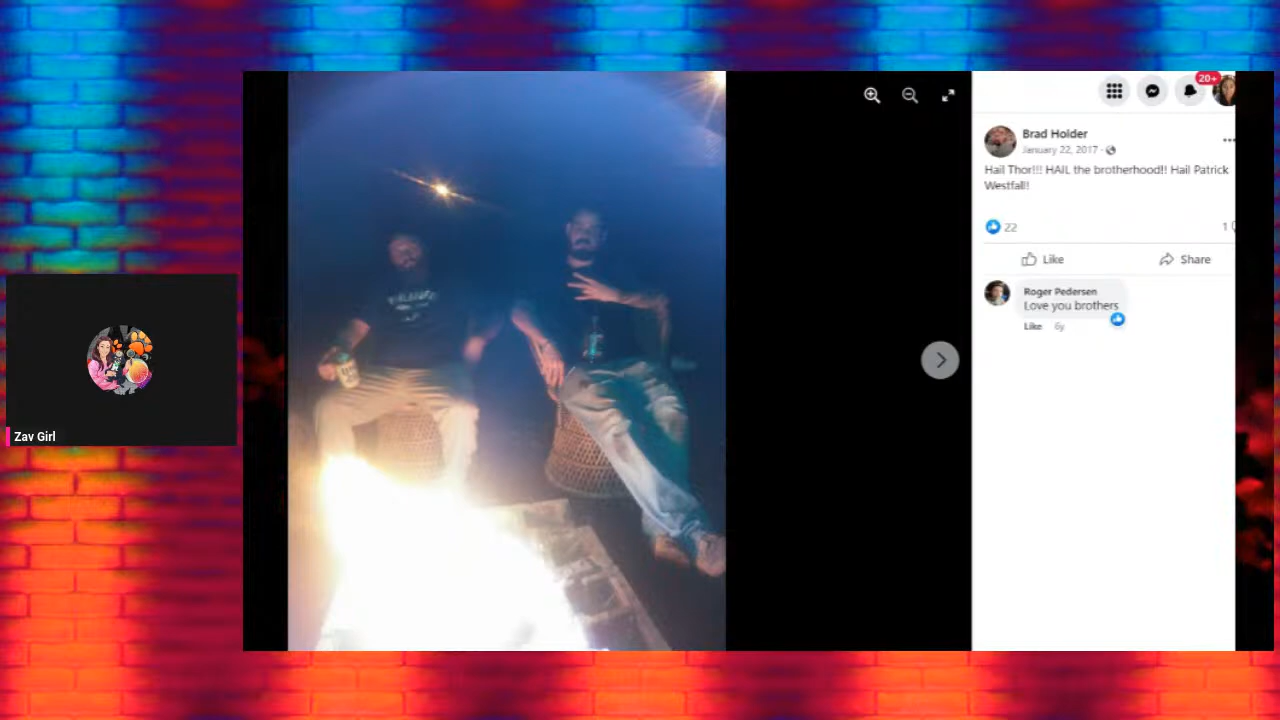 20+
Brad Holder
January 22, 2017 ·
Hail Thor!!! HAIL the brotherhood!! Hail Patrick
Westfall!
22
1
Like
Share
Roger Pedersen
Love you brothers
Like 6y
Zav Girl